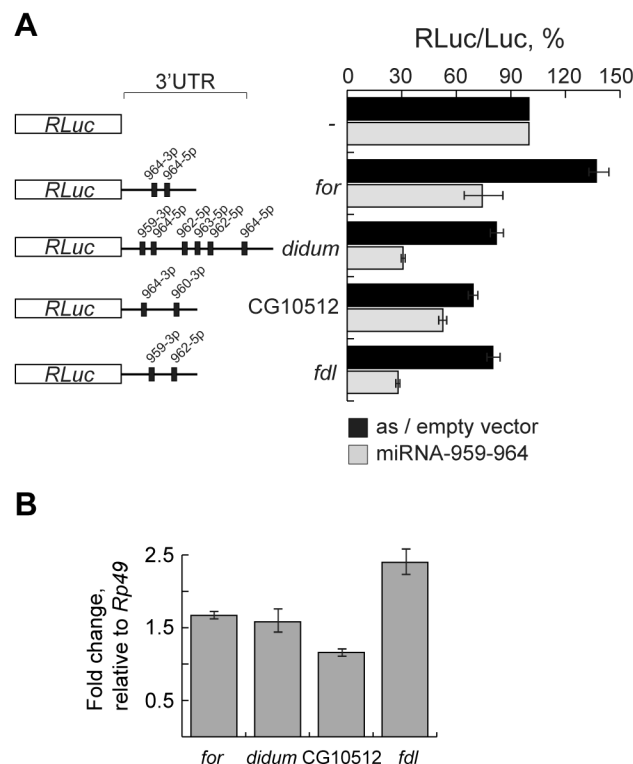 A
RLuc/Luc, %
0 30 60 90 120 150
3'UTR
RLuc
-
964-3p 964-5p
RLuc
for
959-3p 964-5p 962-5p 963-5p 962-5p 964-5p
RLuc
didum
964-3p 960-3p
RLuc
CG10512
959-3p 962-5p
RLuc
fdl
as / empty vector
miRNA-959-964
B
Fold change,
relative to Rp49
2.5
1.5
0.5
for didum CG10512 fdl